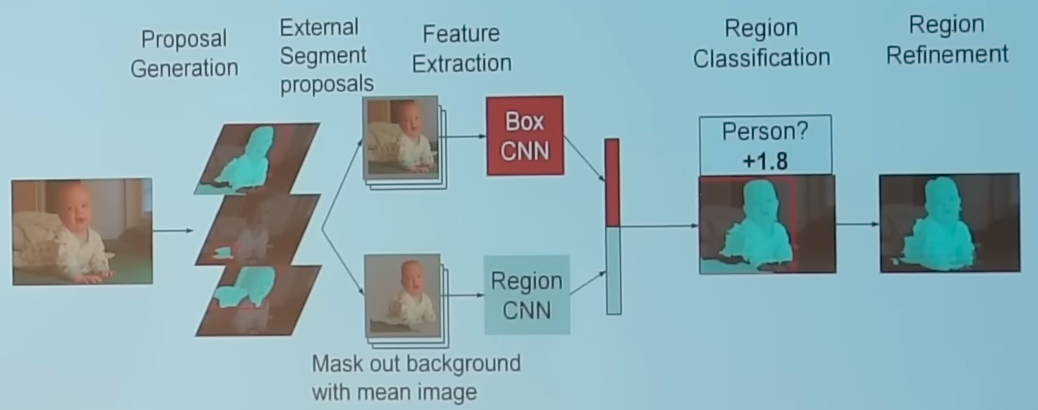 Proposal
Generation
External
Segment
proposals
Feature
Extraction
Region
Classification
Region
Refinement
Box
CNN
Person?
+1.8
Region
CNN
Mask out background
with mean image